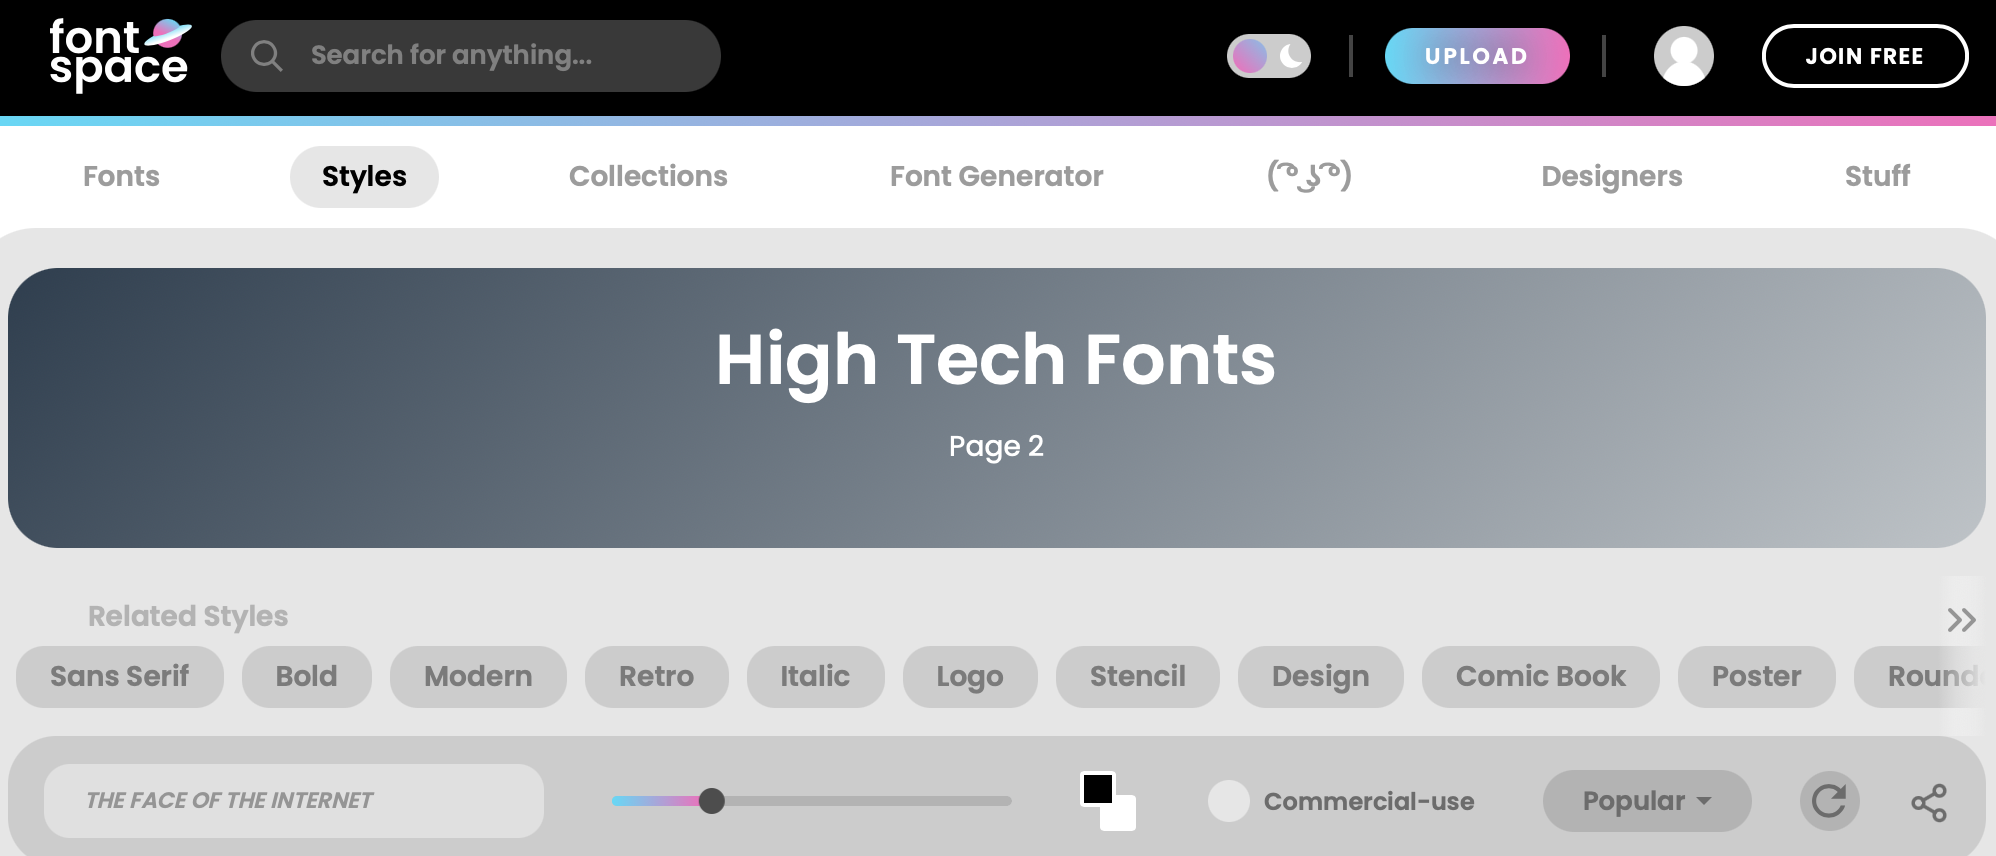 font
space
Search for anything...
UPLOAD
JOIN FREE
Fonts
Styles
Collections
Font Generator
( ͡° ͜ʖ ͡°)
Designers
Stuff
High Tech Fonts
Page 2
Related Styles
Sans Serif
Bold
Modern
Retro
Italic
Logo
Stencil
Design
Comic Book
Poster
THE FACE OF THE INTERNET
Commercial-use
Popular